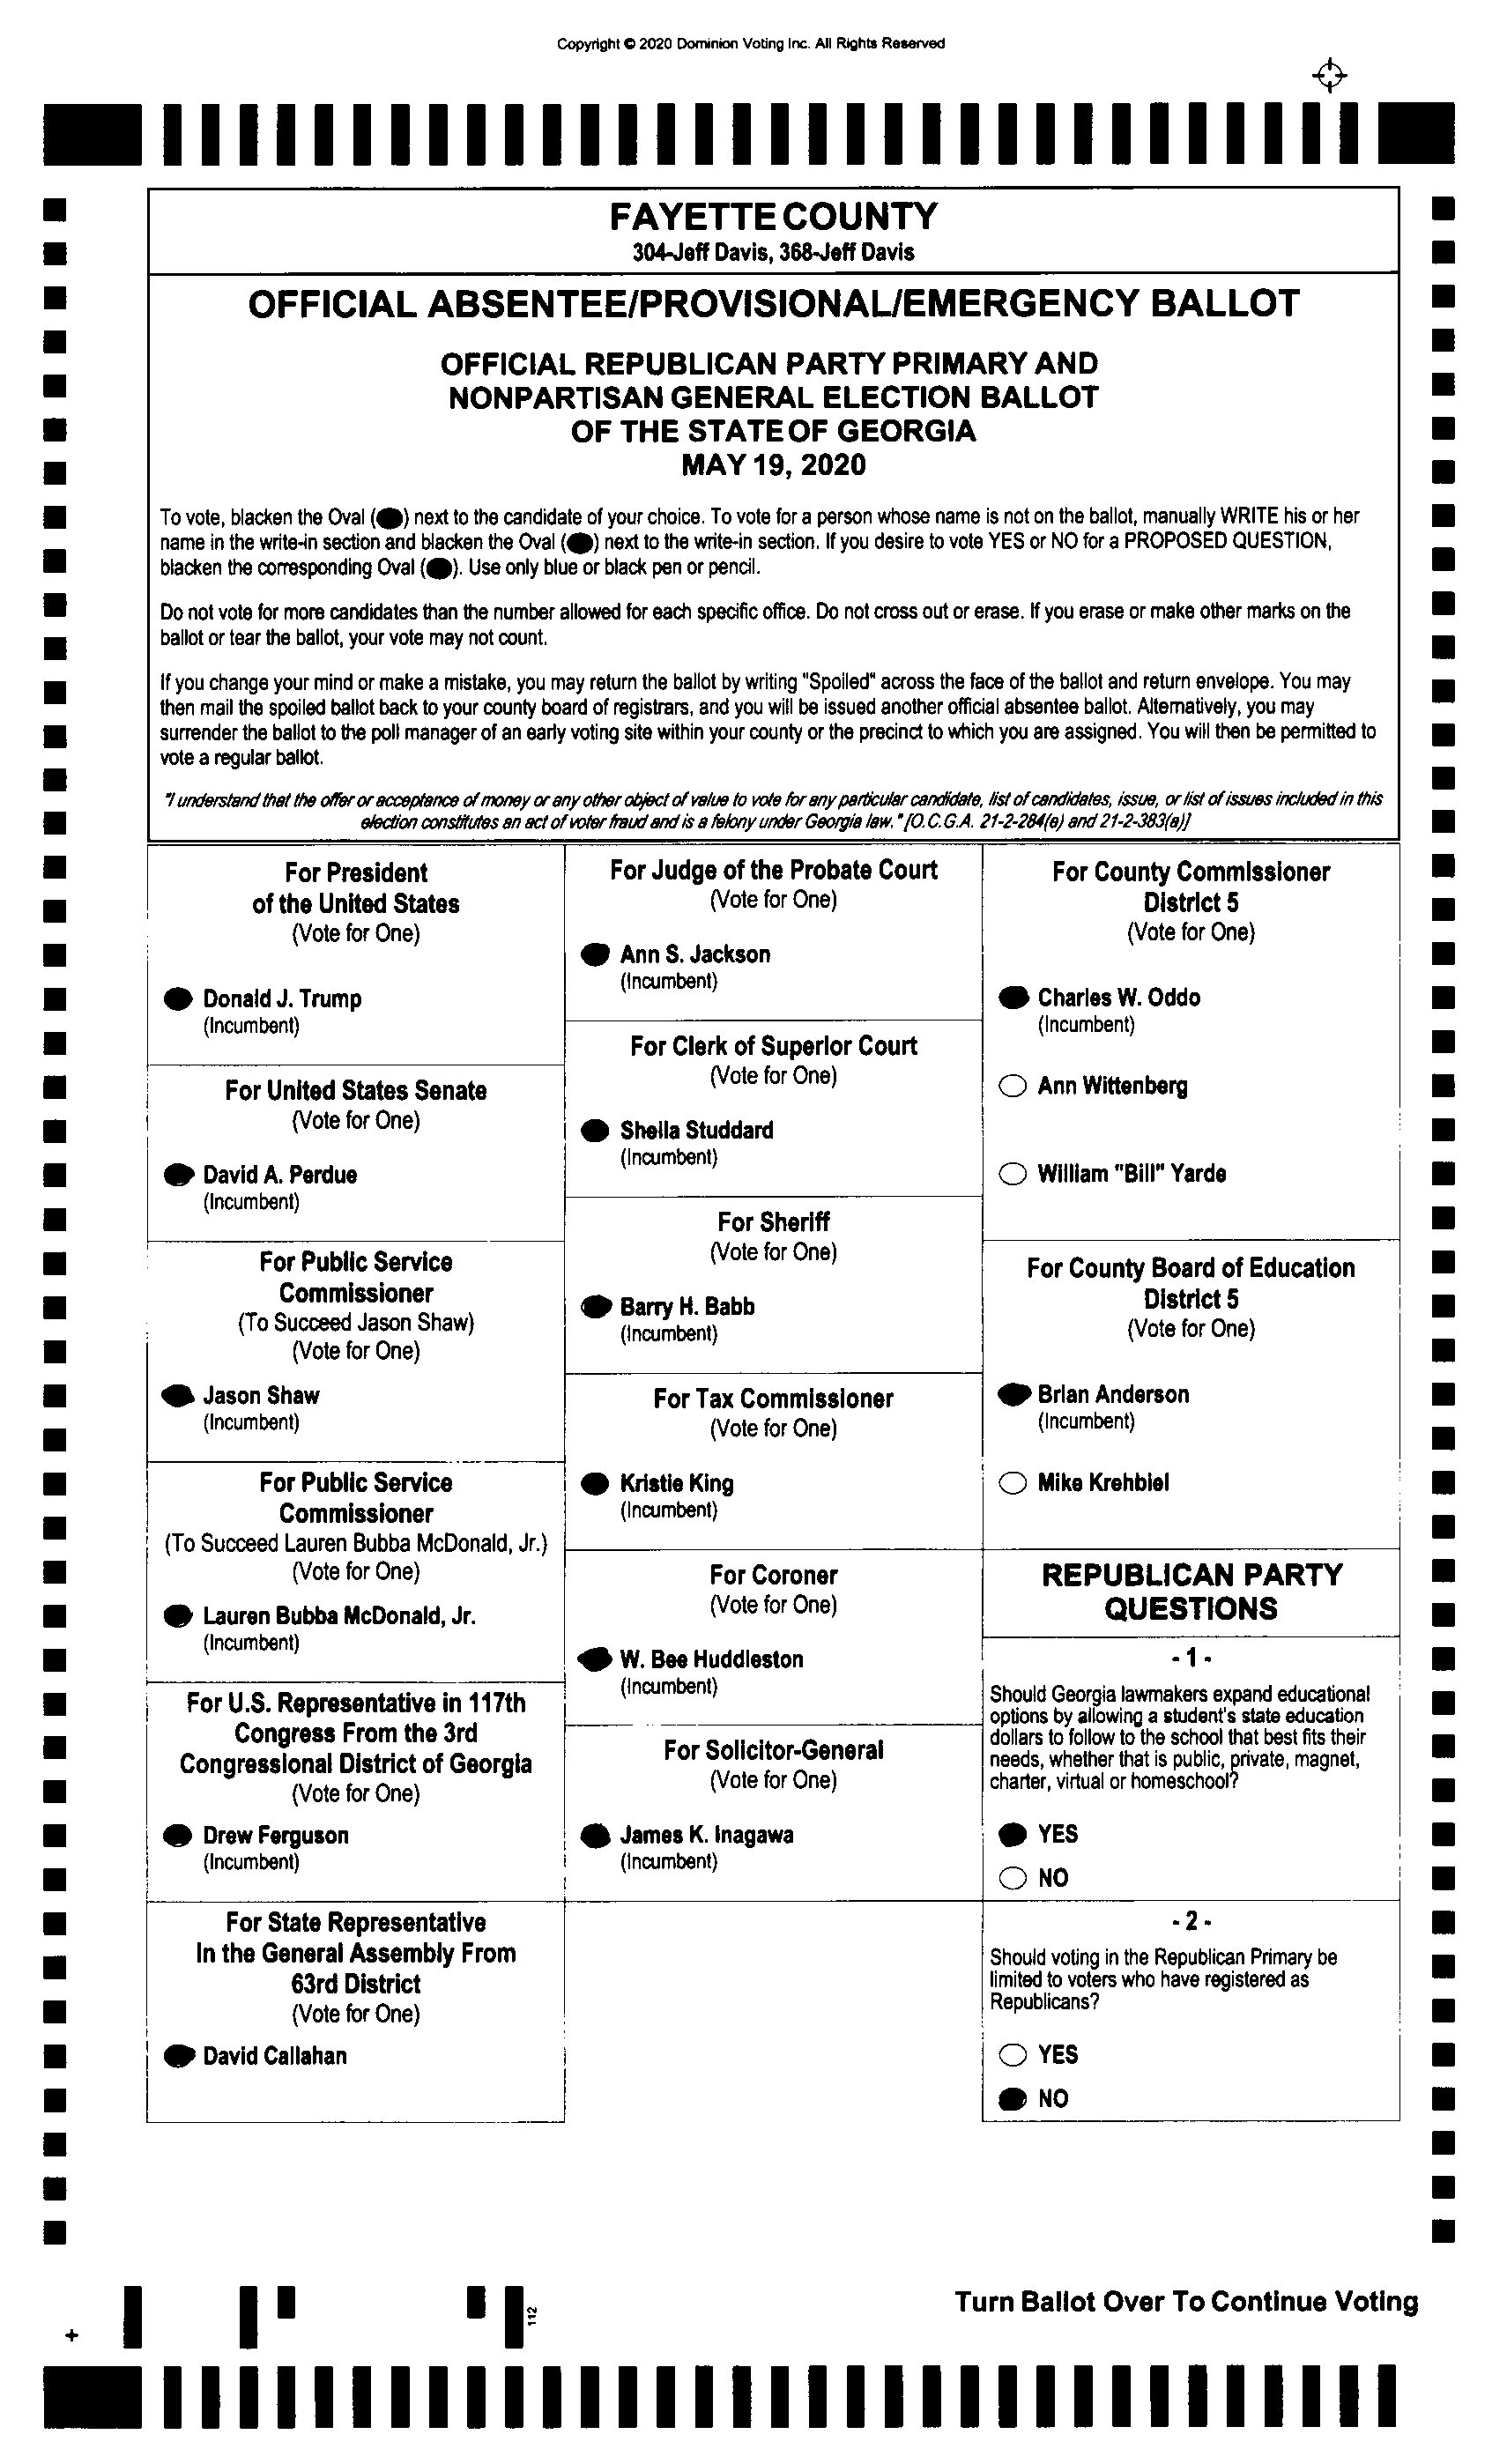 Copyright © 2020 Dominion Voting Inc. All Rights Reserved
FAYETTE COUNTY
304-Jeff Davis, 368-Jeff Davis
OFFICIAL ABSENTEE/PROVISIONAL/EMERGENCY BALLOT
OFFICIAL REPUBLICAN PARTY PRIMARY AND
NONPARTISAN GENERAL ELECTION BALLOT
OF THE STATE OF GEORGIA
MAY 19, 2020
To vote, blacken the Oval (●) next to the candidate of your choice. To vote for a person whose name is not on the ballot, manually WRITE his or her
name in the write-in section and blacken the Oval (●) next to the write-in section. If you desire to vote YES or NO for a PROPOSED QUESTION,
blacken the corresponding Oval (●). Use only blue or black pen or pencil.
Do not vote for more candidates than the number allowed for each specific office. Do not cross out or erase. If you erase or make other marks on the
ballot or tear the ballot, your vote may not count.
If you change your mind or make a mistake, you may return the ballot by writing "Spoiled" across the face of the ballot and return envelope. You may
then mail the spoiled ballot back to your county board of registrars, and you will be issued another official absentee ballot. Alternatively, you may
surrender the ballot to the poll manager of an early voting site within your county or the precinct to which you are assigned. You will then be permitted to
vote a regular ballot.
"I understand that the offer or acceptance of money or any other object of value to vote for any particular candidate, list of candidates, issue, or list of issues included in this
election constitutes an act of voter fraud and is a felony under Georgia law." [O.C.G.A. 21-2-284(e) and 21-2-383(a)]
For President
of the United States
(Vote for One)
Donald J. Trump
(Incumbent)
For United States Senate
(Vote for One)
David A. Perdue
(Incumbent)
For Public Service
Commissioner
(To Succeed Jason Shaw)
(Vote for One)
Jason Shaw
(Incumbent)
For Public Service
Commissioner
(To Succeed Lauren Bubba McDonald, Jr.)
(Vote for One)
Lauren Bubba McDonald, Jr.
(Incumbent)
For U.S. Representative in 117th
Congress From the 3rd
Congressional District of Georgia
(Vote for One)
Drew Ferguson
(Incumbent)
For State Representative
In the General Assembly From
63rd District
(Vote for One)
David Callahan
For Judge of the Probate Court
(Vote for One)
Ann S. Jackson
(Incumbent)
For Clerk of Superior Court
(Vote for One)
Sheila Studdard
(Incumbent)
For Sheriff
(Vote for One)
Barry H. Babb
(Incumbent)
For Tax Commissioner
(Vote for One)
Kristie King
(Incumbent)
For Coroner
(Vote for One)
W. Bee Huddleston
(Incumbent)
For Solicitor-General
(Vote for One)
James K. Inagawa
(Incumbent)
For County Commissioner
District 5
(Vote for One)
Charles W. Oddo
(Incumbent)
Ann Wittenberg
William "Bill" Yarde
For County Board of Education
District 5
(Vote for One)
Brian Anderson
(Incumbent)
Mike Krehbiel
REPUBLICAN PARTY
QUESTIONS
- 1 -
Should Georgia lawmakers expand educational
options by allowing a student's state education
dollars to follow to the school that best fits their
needs, whether that is public, private, magnet,
charter, virtual or homeschool?
YES
NO
- 2 -
Should voting in the Republican Primary be
limited to voters who have registered as
Republicans?
YES
NO
112
Turn Ballot Over To Continue Voting